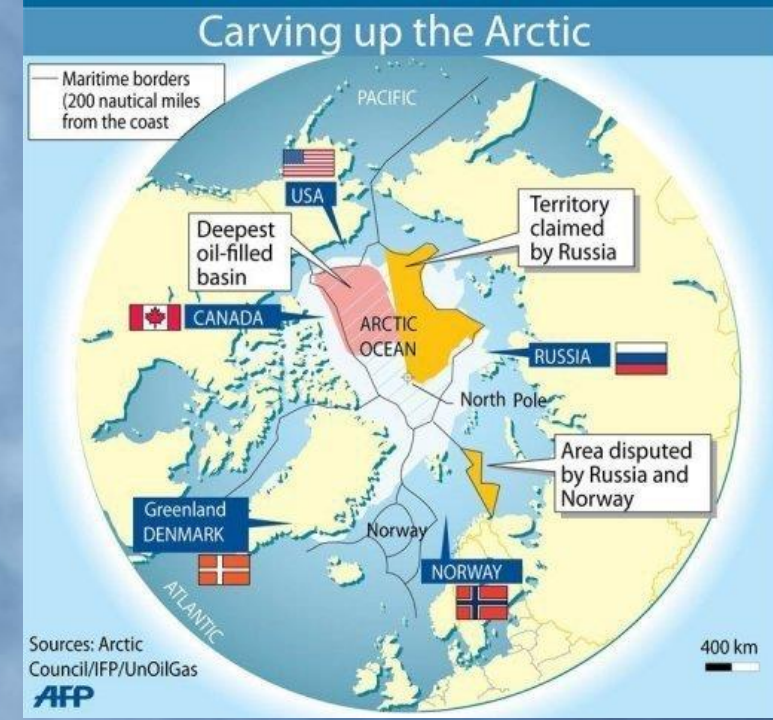 Carving up the Arctic
Maritime borders
(200 nautical miles
from the coast
PACIFIC
USA
Deepest
oil-filled
basin
Territory
claimed
by Russia
CANADA
ARCTIC
OCEAN
RUSSIA
North Pole
Area disputed
by Russia and
Norway
Greenland
DENMARK
Norway
NORWAY
ATLANTIC
Sources: Arctic
Council/IFP/UnOilGas
AFP
400 km